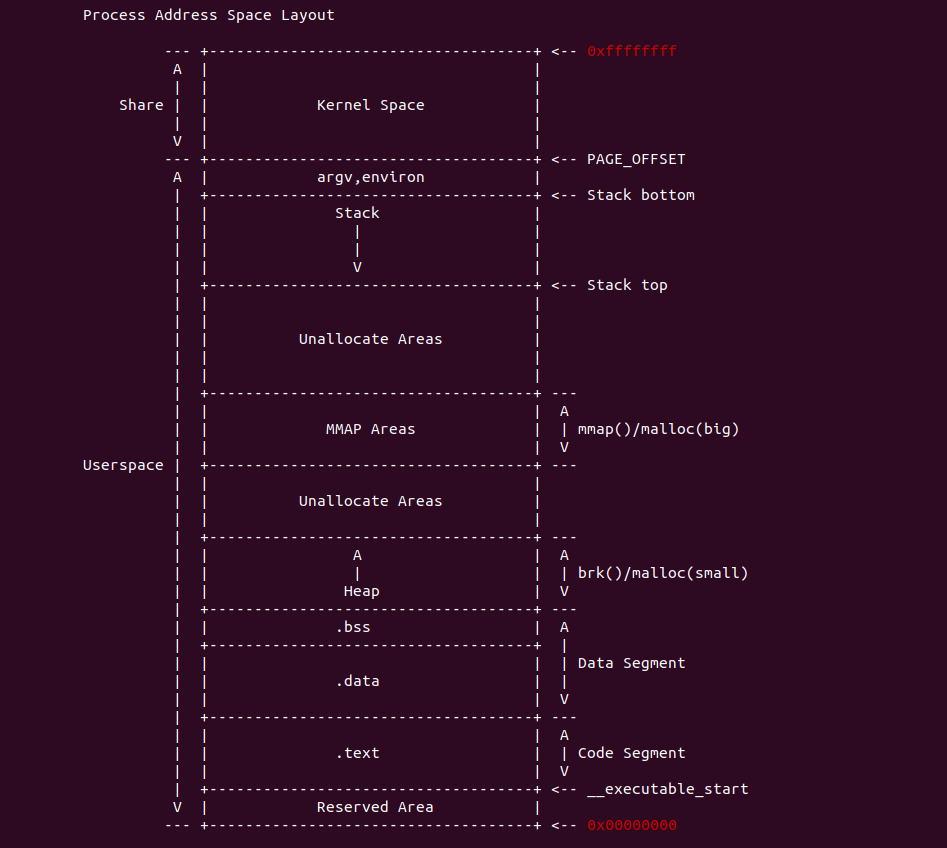 Process Address Space Layout
--- +------------------------------------+ <-- 0xffffffff
A | |
| | |
Share | | Kernel Space |
| | |
V | |
--- +------------------------------------+ <-- PAGE_OFFSET
A | argv,environ |
| +------------------------------------+ <-- Stack bottom
| | Stack |
| | | |
| | | |
| | V |
| +------------------------------------+ <-- Stack top
| | |
| | |
| | Unallocate Areas |
| | |
| | |
| +------------------------------------+ ---
| | | A
| | MMAP Areas | | mmap()/malloc(big)
| | | V
Userspace | +------------------------------------+ ---
| | |
| | Unallocate Areas |
| | |
| +------------------------------------+ ---
| | A | A
| | | | | brk()/malloc(small)
| | Heap | V
| +------------------------------------+ ---
| | .bss | A
| +------------------------------------+ |
| | | | Data Segment
| | .data | |
| | | V
| +------------------------------------+ ---
| | | A
| | .text | | Code Segment
| | | V
| +------------------------------------+ <-- __executable_start
V | Reserved Area |
--- +------------------------------------+ <-- 0x00000000